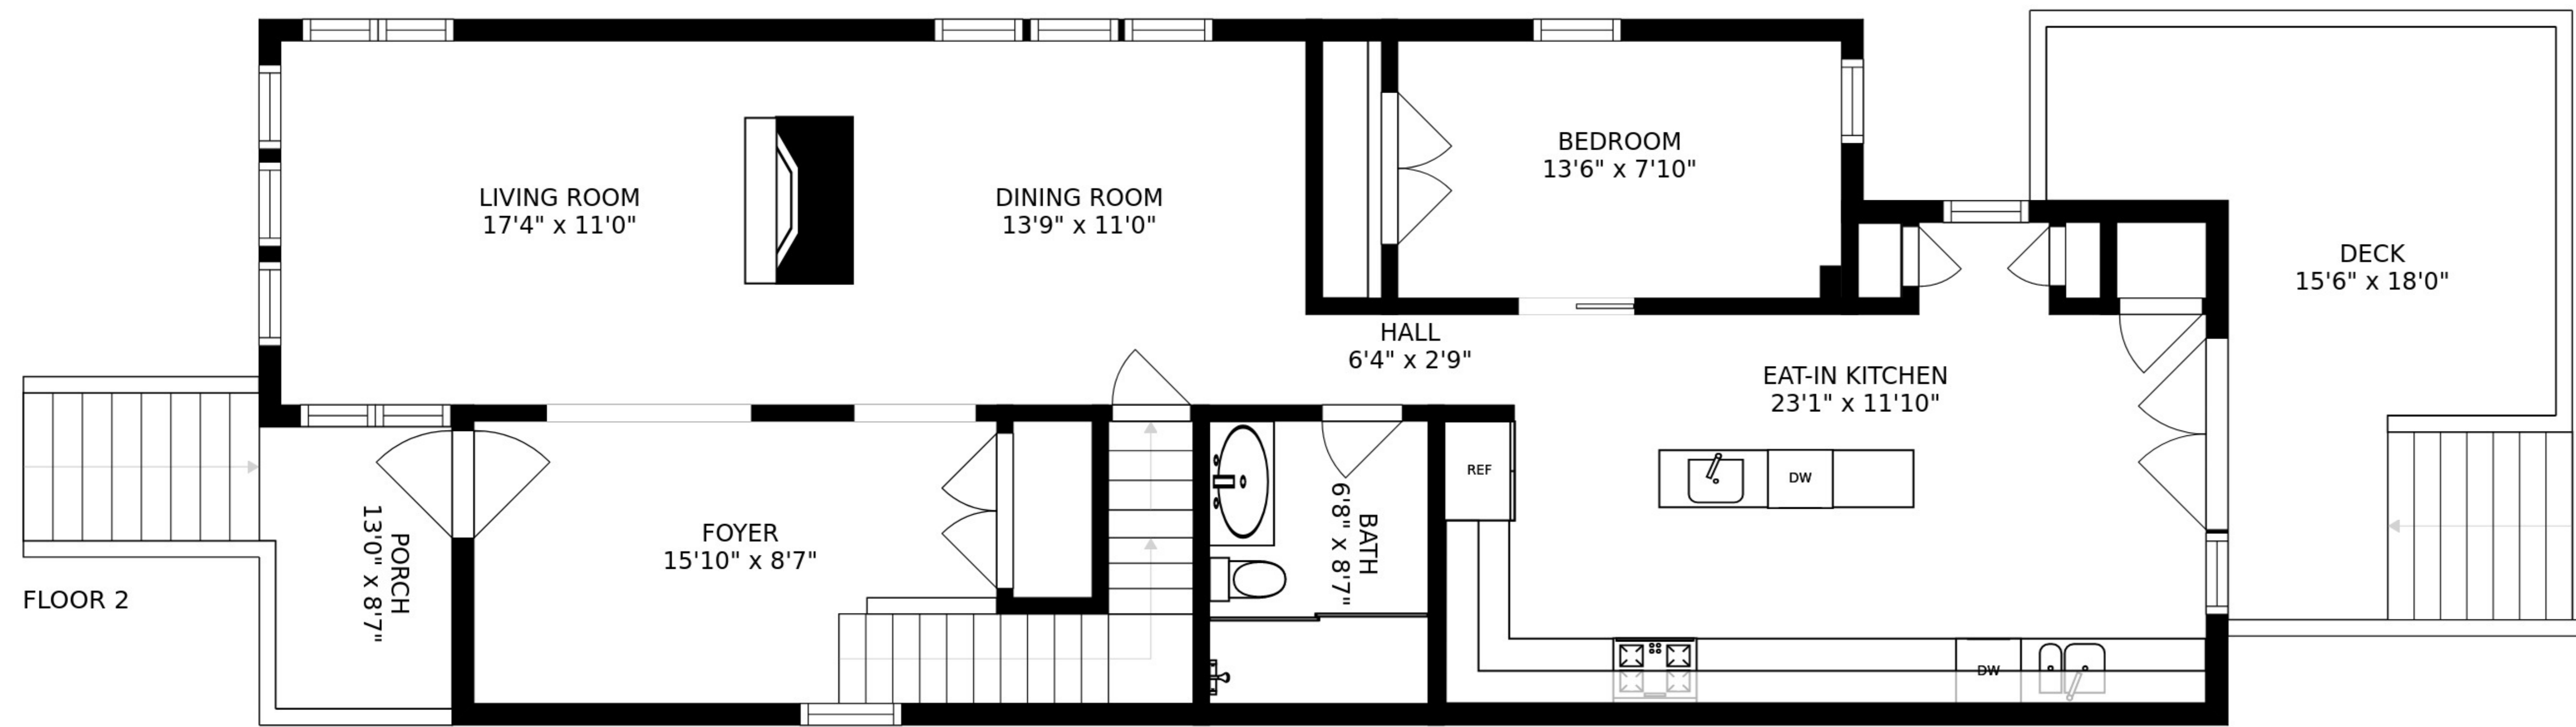 LIVING ROOM
17'4" x 11'0"
DINING ROOM
13'9" x 11'0"
BEDROOM
13'6" x 7'10"
DECK
15'6" x 18'0"
HALL
6'4" x 2'9"
EAT-IN KITCHEN
23'1" x 11'10"
REF
DW
FOYER
15'10" x 8'7"
BATH
6'8" x 8'7"
PORCH
13'0" x 8'7"
FLOOR 2
DW